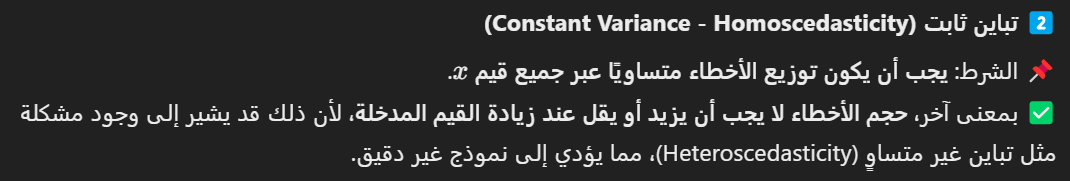 2️⃣ تباين ثابت (Constant Variance - Homoscedasticity)
📌 الشرط: يجب أن يكون توزيع الأخطاء متساويًا عبر جميع قيم x.
✅ بمعنى آخر، حجم الأخطاء لا يجب أن يزيد أو يقل عند زيادة القيم المدخلة، لأن ذلك قد يشير إلى وجود مشكلة
مثل تباين غير متساوٍ (Heteroscedasticity)، مما يؤدي إلى نموذج غير دقيق.